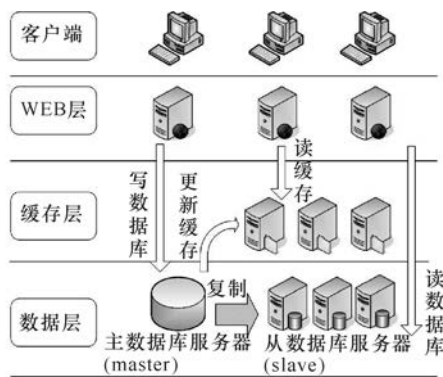 客户端
WEB层
写数据库
更新缓存
读缓存
缓存层
读数据库
复制
数据层
主数据库服务器
(master)
从数据库服务器
(slave)